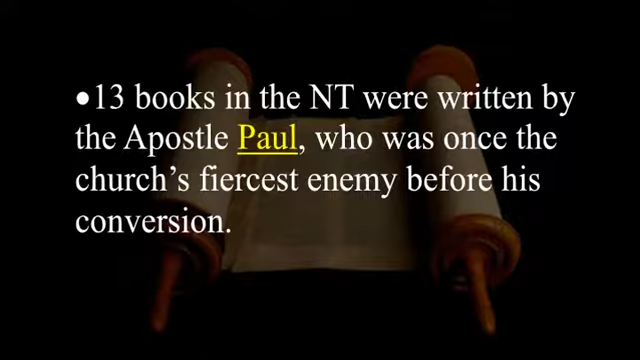 •13 books in the NT were written by
the Apostle Paul, who was once the
church’s fiercest enemy before his
conversion.